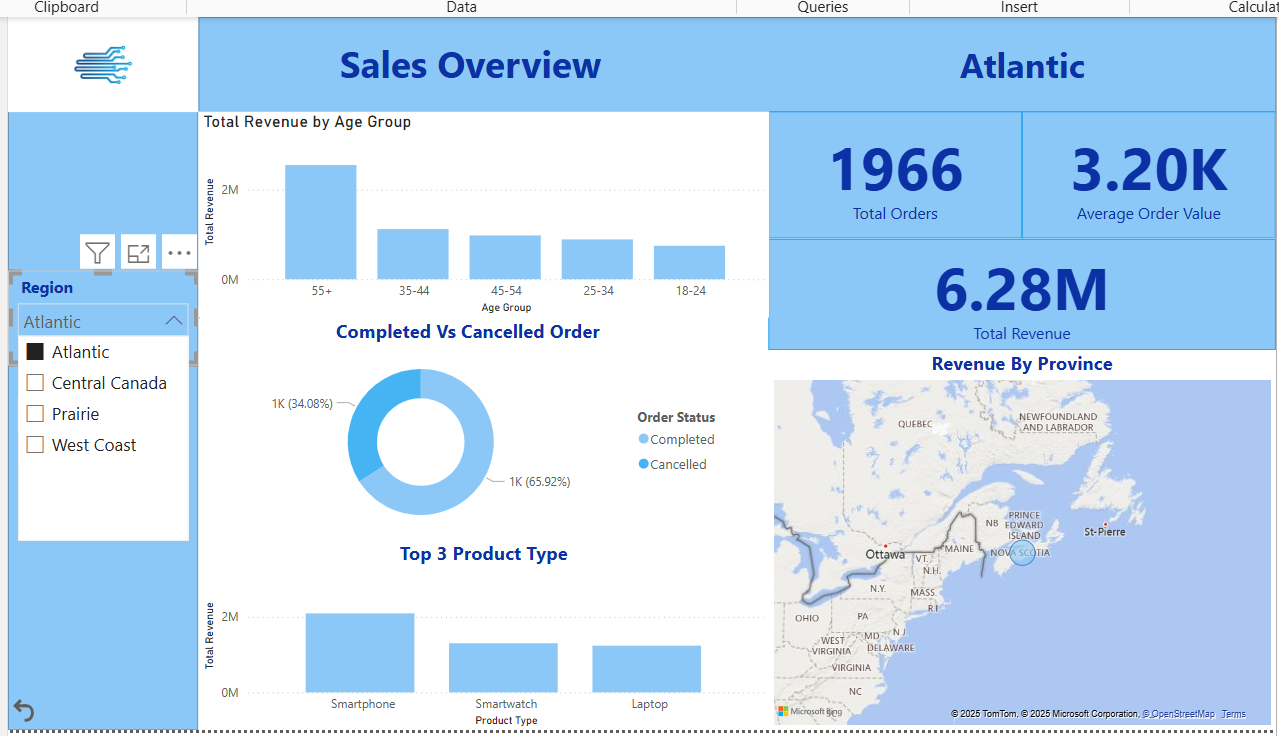 Clipboard
Data
Queries
Insert
Calculat
Sales Overview
Atlantic
Total Revenue by Age Group
Total Revenue
2M
0M
55+
35-44
45-54
25-34
18-24
Age Group
1966
Total Orders
3.20K
Average Order Value
6.28M
Total Revenue
Region
Atlantic
Atlantic
Central Canada
Prairie
West Coast
Completed Vs Cancelled Order
1K (34.08%)
1K (65.92%)
Order Status
Completed
Cancelled
Top 3 Product Type
Total Revenue
2M
0M
Smartphone
Smartwatch
Laptop
Product Type
Revenue By Province
QUEBEC
NEWFOUNDLAND
AND LABRADOR
PRINCE
EDWARD
ISLAND
NB
NOVA SCOTIA
St-Pierre
Ottawa
MAINE
VT.
N.H.
N.Y.
MASS.
R.I.
OHIO
PA
N J
MD
DELAWARE
WEST
VIRGINIA
VIRGINIA
NC
Microsoft Bing
© 2025 TomTom, © 2025 Microsoft Corporation, © OpenStreetMap Terms